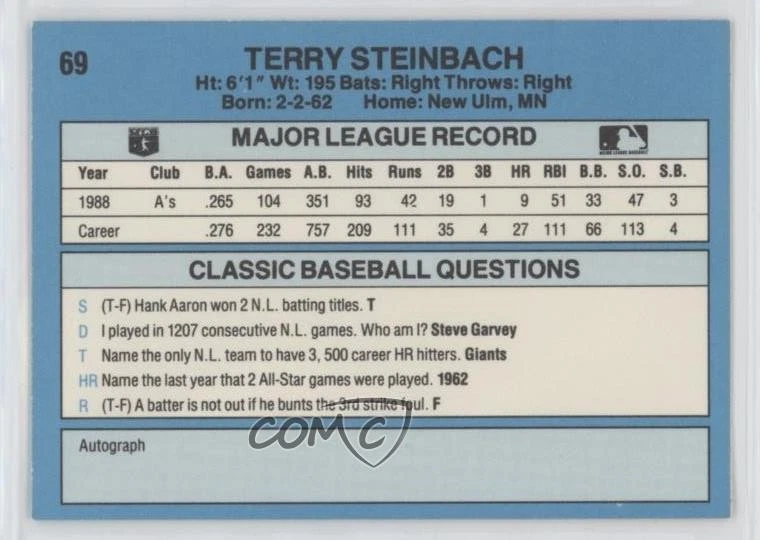 69
TERRY STEINBACH
Ht: 6'1" Wt: 195 Bats: Right Throws: Right
Born: 2-2-62 Home: New Ulm, MN
MAJOR LEAGUE RECORD
MAJOR LEAGUE BASEBALL
Year Club B.A. Games A.B. Hits Runs 2B 3B HR RBI B.B. S.O. S.B.
1988 A's .265 104 351 93 42 19 1 9 51 33 47 3
Career .276 232 757 209 111 35 4 27 111 66 113 4
CLASSIC BASEBALL QUESTIONS
S (T-F) Hank Aaron won 2 N.L. batting titles. T
D I played in 1207 consecutive N.L. games. Who am I? Steve Garvey
T Name the only N.L. team to have 3, 500 career HR hitters. Giants
HR Name the last year that 2 All-Star games were played. 1962
R (T-F) A batter is not out if he bunts the 3rd strike foul. F
COMC
Autograph